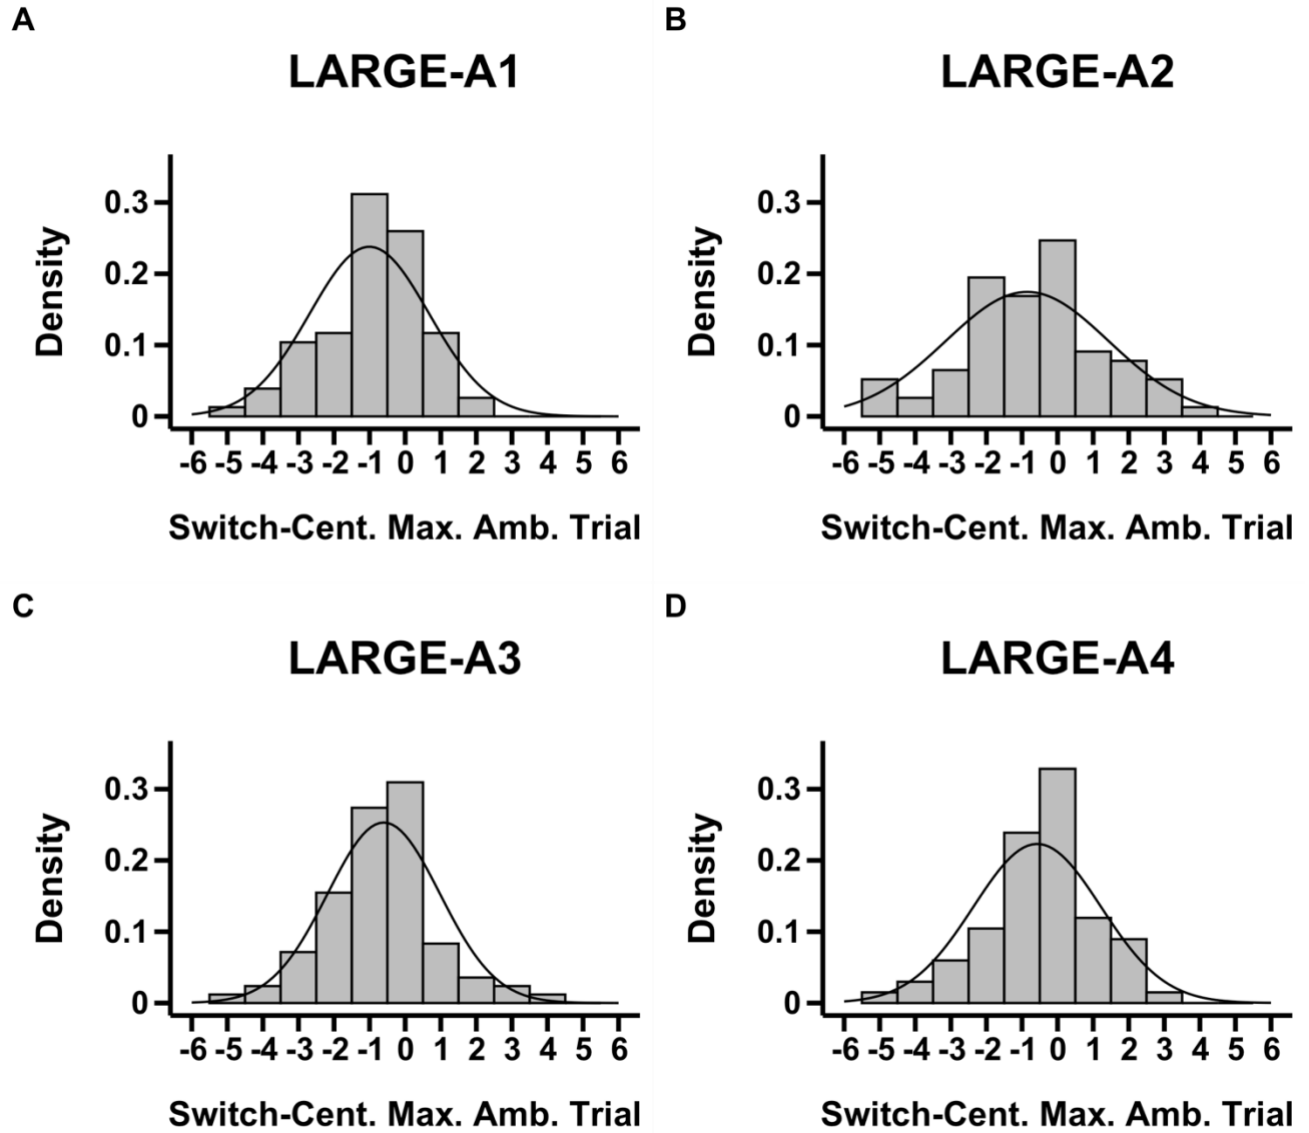 A
LARGE-A1
Density
0.3
0.2
0.1
0
-6 -5 -4 -3 -2 -1 0 1 2 3 4 5 6
Switch-Cent. Max. Amb. Trial
B
LARGE-A2
Density
0.3
0.2
0.1
0
-6 -5 -4 -3 -2 -1 0 1 2 3 4 5 6
Switch-Cent. Max. Amb. Trial
C
LARGE-A3
Density
0.3
0.2
0.1
0
-6 -5 -4 -3 -2 -1 0 1 2 3 4 5 6
Switch-Cent. Max. Amb. Trial
D
LARGE-A4
Density
0.3
0.2
0.1
0
-6 -5 -4 -3 -2 -1 0 1 2 3 4 5 6
Switch-Cent. Max. Amb. Trial